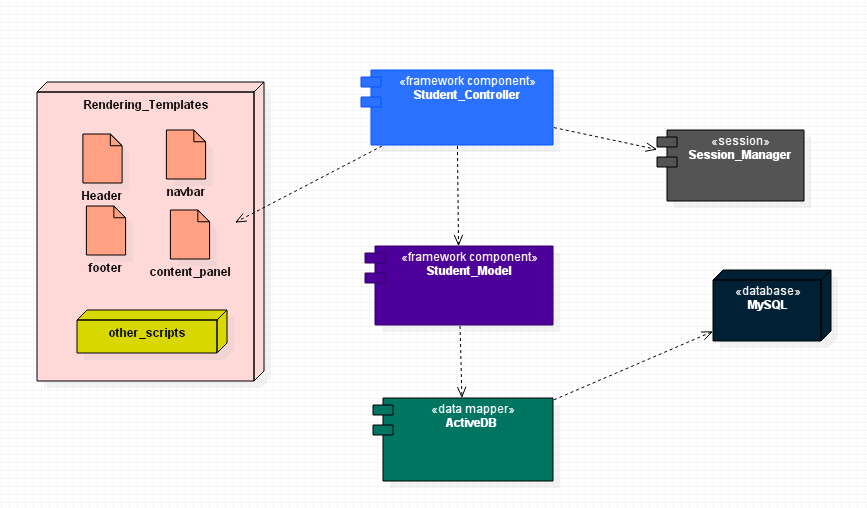 Rendering_Templates
Header
navbar
footer
content_panel
other_scripts
«framework component»
Student_Controller
«session»
Session_Manager
«framework component»
Student_Model
«database»
MySQL
«data mapper»
ActiveDB